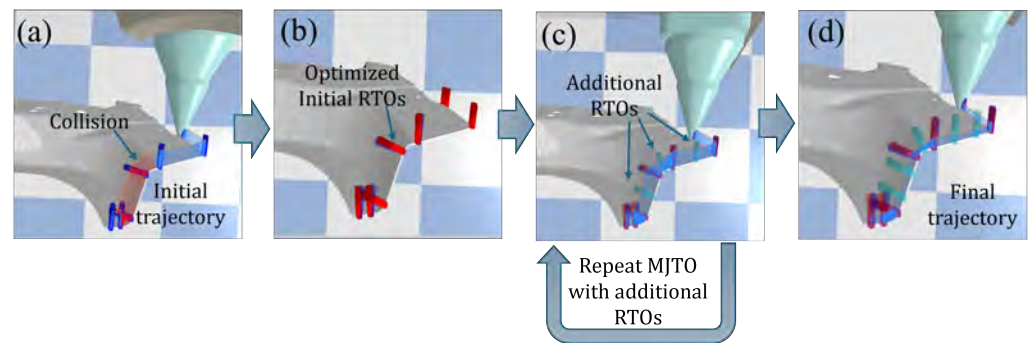 (a)
Collision
Initial
trajectory
(b)
Optimized
Initial RTOs
(c)
Additional
RTOs
Repeat MJTO
with additional
RTOs
(d)
Final
trajectory